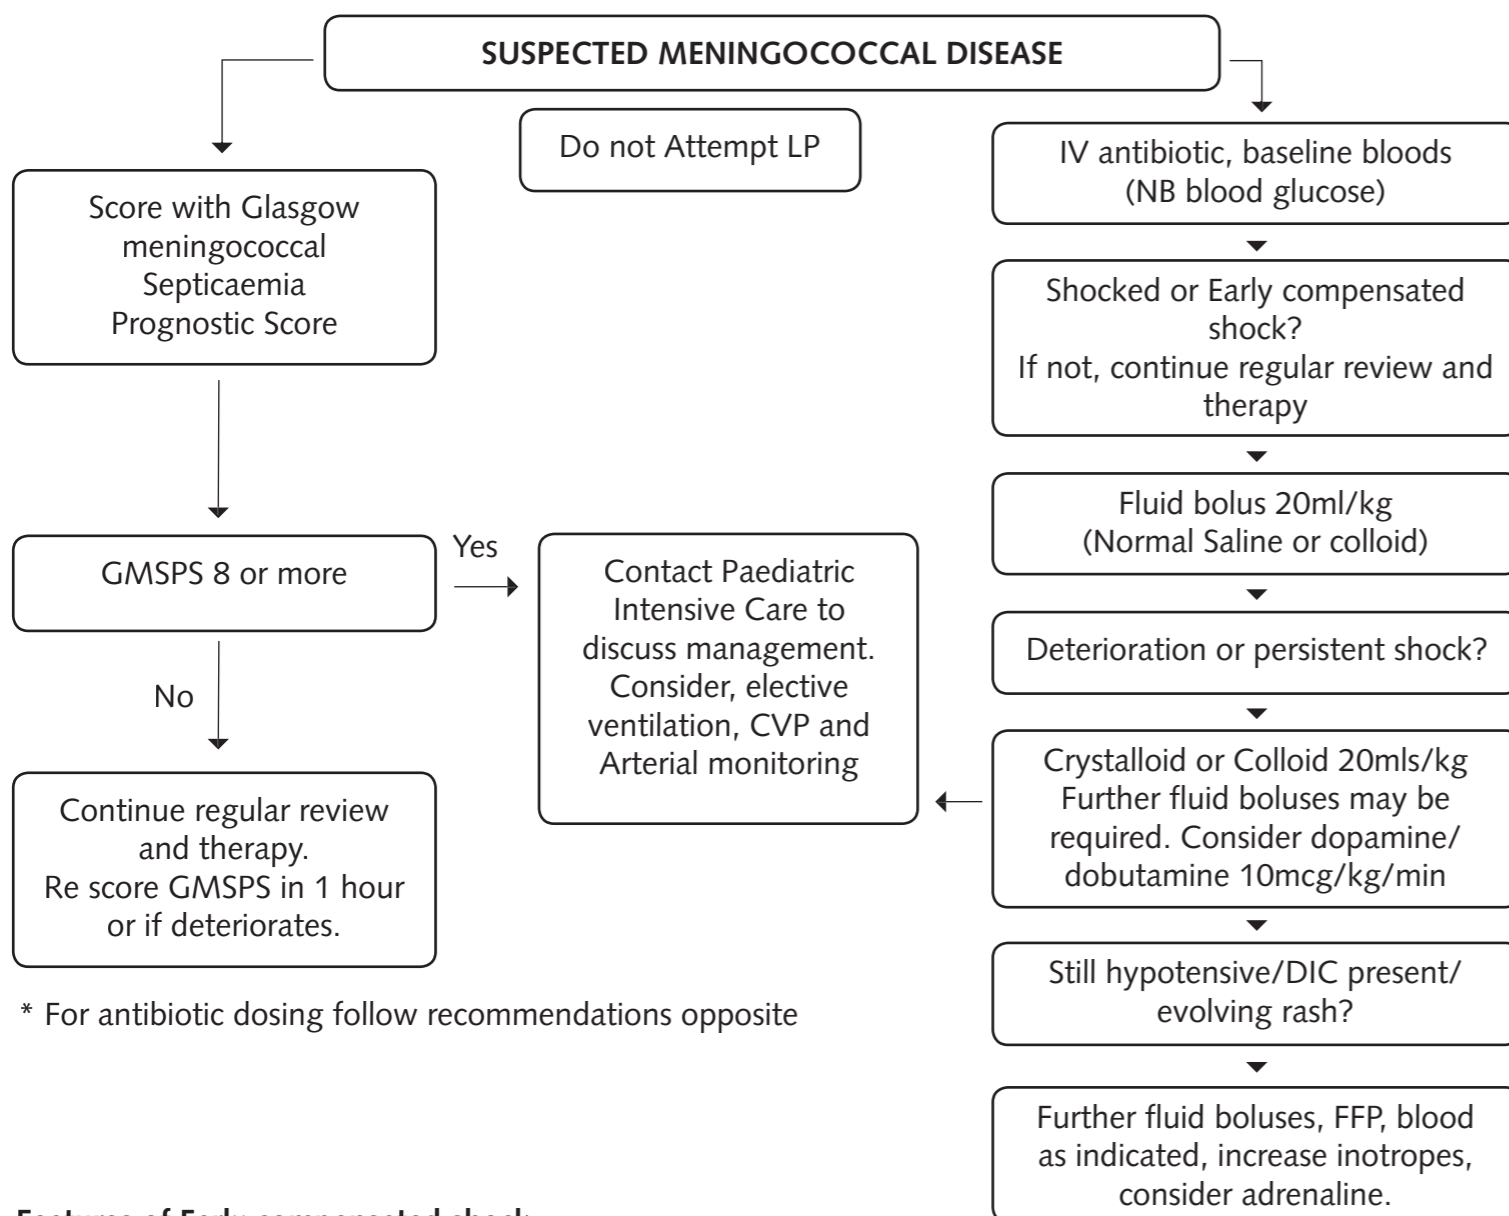 SUSPECTED MENINGOCOCCAL DISEASE
Do not Attempt LP
Score with Glasgow
meningococcal
Septicaemia
Prognostic Score
GMSPS 8 or more
Yes
No
Continue regular review
and therapy.
Re score GMSPS in 1 hour
or if deteriorates.
Contact Paediatric
Intensive Care to
discuss management.
Consider, elective
ventilation, CVP and
Arterial monitoring
IV antibiotic, baseline bloods
(NB blood glucose)
Shocked or Early compensated
shock?
If not, continue regular review and
therapy
Fluid bolus 20ml/kg
(Normal Saline or colloid)
Deterioration or persistent shock?
Crystalloid or Colloid 20mls/kg
Further fluid boluses may be
required. Consider dopamine/
dobutamine 10mcg/kg/min
Still hypotensive/DIC present/
evolving rash?
Further fluid boluses, FFP, blood
as indicated, increase inotropes,
consider adrenaline.
* For antibiotic dosing follow recommendations opposite
Features of Early compensated shock